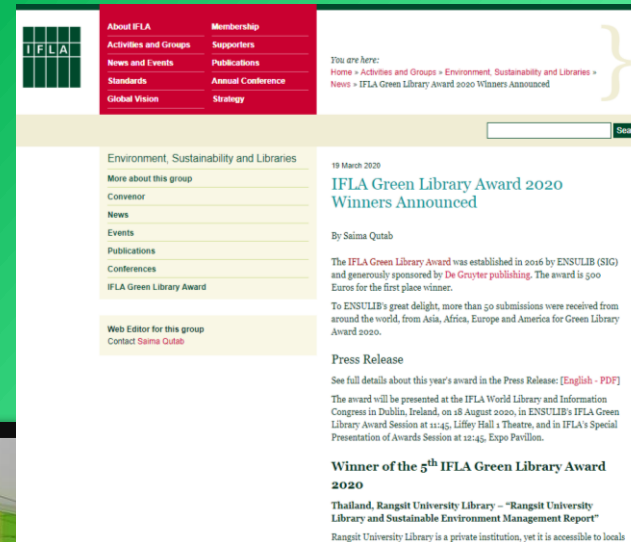 IFLA
About IFLA
Activities and Groups
News and Events
Standards
Global Vision
Membership
Supporters
Publications
Annual Conference
Strategy
You are here:
Home » Activities and Groups » Environment, Sustainability and Libraries »
News » IFLA Green Library Award 2020 Winners Announced
Sea
Environment, Sustainability and Libraries
More about this group
Convenor
News
Events
Publications
Conferences
IFLA Green Library Award
Web Editor for this group
Contact Saima Qutab
19 March 2020
IFLA Green Library Award 2020
Winners Announced
By Saima Qutab
The IFLA Green Library Award was established in 2016 by ENSULIB (SIG)
and generously sponsored by De Gruyter publishing. The award is 500
Euros for the first place winner.
To ENSULIB's great delight, more than 50 submissions were received from
around the world, from Asia, Africa, Europe and America for Green Library
Award 2020.
Press Release
See full details about this year's award in the Press Release: [English - PDF]
The award will be presented at the IFLA World Library and Information
Congress in Dublin, Ireland, on 18 August 2020, in ENSULIB's IFLA Green
Library Award Session at 11:45, Liffey Hall 1 Theatre, and in IFLA's Special
Presentation of Awards Session at 12:45, Expo Pavilion.
Winner of the 5th IFLA Green Library Award
2020
Thailand, Rangsit University Library – "Rangsit University
Library and Sustainable Environment Management Report"
Rangsit University Library is a private institution, yet it is accessible to locals